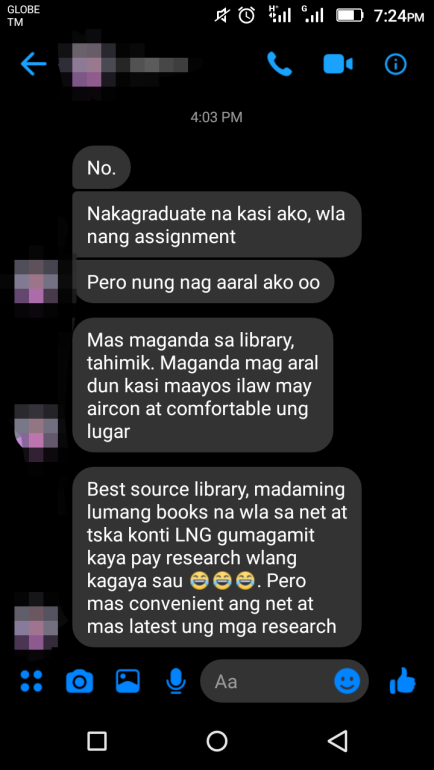 GLOBE
TM
H+
G
7:24PM
4:03 PM
No.
Nakagraduate na kasi ako, wla
nang assignment
Pero nung nag aaral ako oo
Mas maganda sa library,
tahimik. Maganda mag aral
dun kasi maayos ilaw may
aircon at comfortable ung
lugar
Best source library, madaming
lumang books na wla sa net at
tska konti LNG gumagamit
kaya pay research wlang
kagaya sau 😂😂😂. Pero
mas convenient ang net at
mas latest ung mga research
Aa